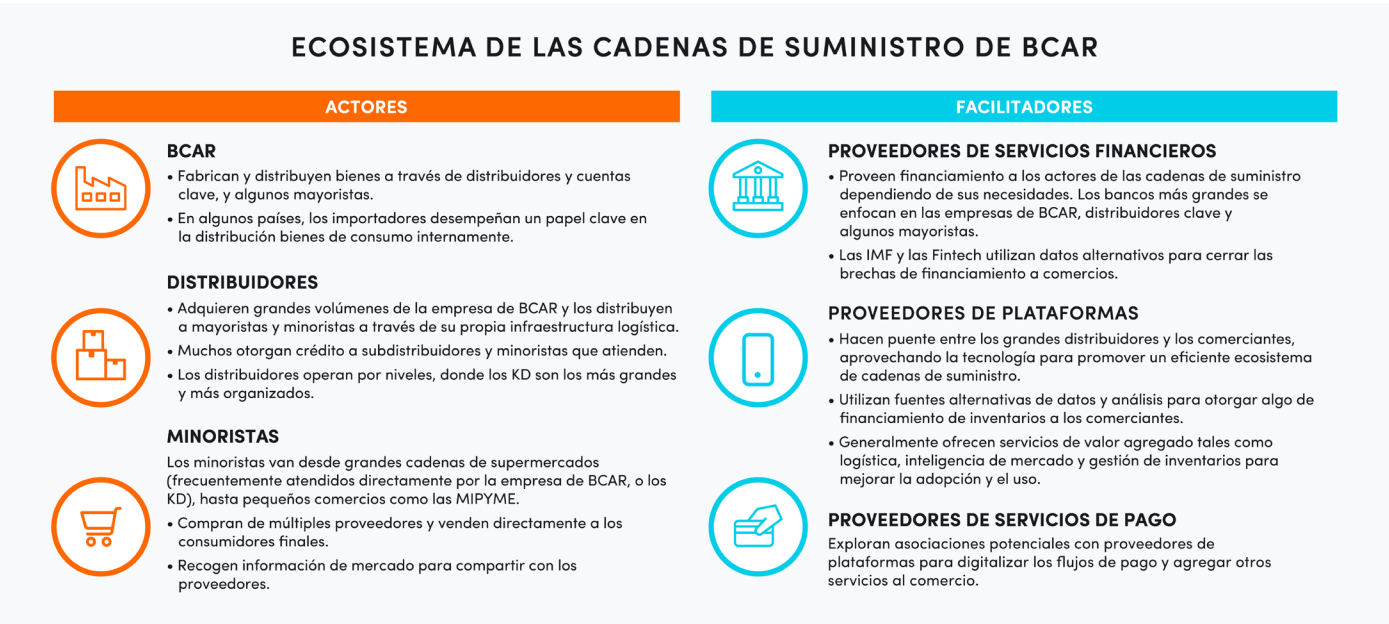 ECOSISTEMA DE LAS CADENAS DE SUMINISTRO DE BCAR
ACTORES
BCAR
• Fabrican y distribuyen bienes a través de distribuidores y cuentas
clave, y algunos mayoristas.
• En algunos países, los importadores desempeñan un papel clave en
la distribución bienes de consumo internamente.
DISTRIBUIDORES
• Adquieren grandes volúmenes de la empresa de BCAR y los distribuyen
a mayoristas y minoristas a través de su propia infraestructura logística.
• Muchos otorgan crédito a subdistribuidores y minoristas que atienden.
• Los distribuidores operan por niveles, donde los KD son los más grandes
y más organizados.
MINORISTAS
Los minoristas van desde grandes cadenas de supermercados
(frecuentemente atendidos directamente por la empresa de BCAR, o los
KD), hasta pequeños comercios como las MIPYME.
• Compran de múltiples proveedores y venden directamente a los
consumidores finales.
• Recogen información de mercado para compartir con los
proveedores.
FACILITADORES
PROVEEDORES DE SERVICIOS FINANCIEROS
• Proveen financiamiento a los actores de las cadenas de suministro
dependiendo de sus necesidades. Los bancos más grandes se
enfocan en las empresas de BCAR, distribuidores clave y
algunos mayoristas.
• Las IMF y las Fintech utilizan datos alternativos para cerrar las
brechas de financiamiento a comercios.
PROVEEDORES DE PLATAFORMAS
• Hacen puente entre los grandes distribuidores y los comerciantes,
aprovechando la tecnología para promover un eficiente ecosistema
de cadenas de suministro.
• Utilizan fuentes alternativas de datos y análisis para otorgar algo de
financiamiento de inventarios a los comerciantes.
• Generalmente ofrecen servicios de valor agregado tales como
logística, inteligencia de mercado y gestión de inventarios para
mejorar la adopción y el uso.
PROVEEDORES DE SERVICIOS DE PAGO
Exploran asociaciones potenciales con proveedores de
plataformas para digitalizar los flujos de pago y agregar otros
servicios al comercio.